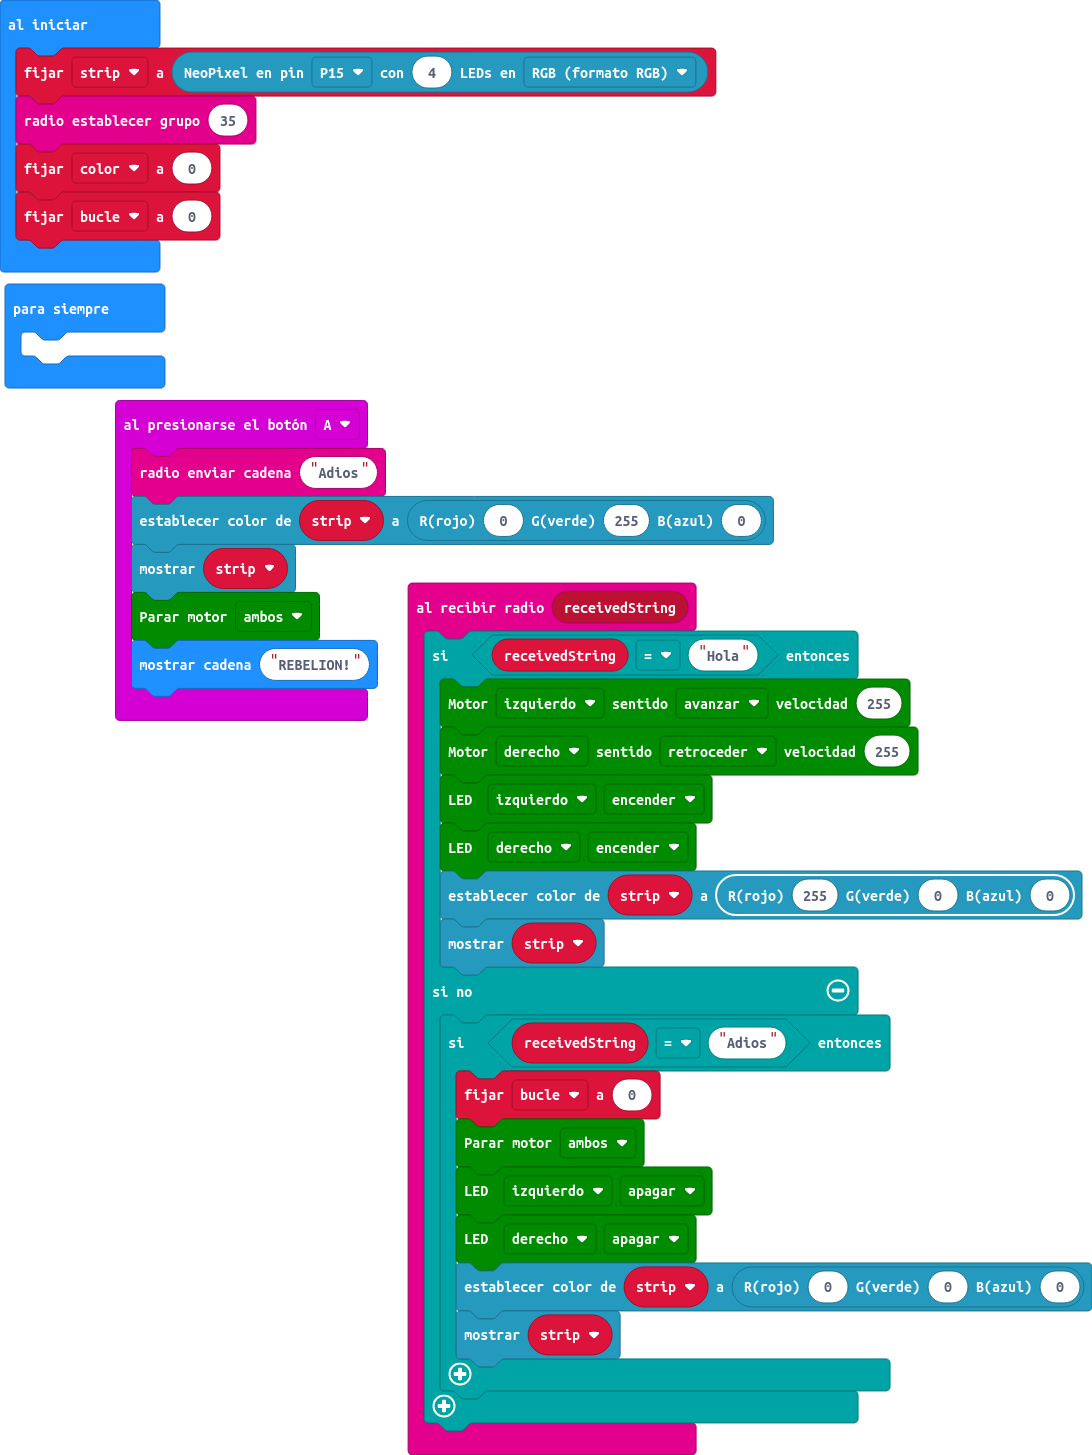 al iniciar
fijar strip a NeoPixel en pin P15 con 4 LEDs en RGB (formato RGB)
radio establecer grupo 35
fijar color a 0
fijar bucle a 0
para siempre
al presionarse el botón A
radio enviar cadena "Adios"
establecer color de strip a R(rojo) 0 G(verde) 255 B(azul) 0
mostrar strip
Parar motor ambos
mostrar cadena "REBELION!"
al recibir radio receivedString
si receivedString = "Hola" entonces
Motor izquierdo sentido avanzar velocidad 255
Motor derecho sentido retroceder velocidad 255
LED izquierdo encender
LED derecho encender
establecer color de strip a R(rojo) 255 G(verde) 0 B(azul) 0
mostrar strip
si no
si receivedString = "Adios" entonces
fijar bucle a 0
Parar motor ambos
LED izquierdo apagar
LED derecho apagar
establecer color de strip a R(rojo) 0 G(verde) 0 B(azul) 0
mostrar strip